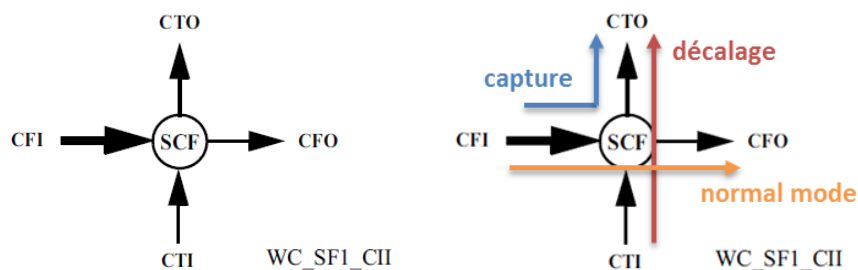 CTO
CFI
SCF
CFO
CTI
WC_SF1_CII
CTO
capture
décalage
CFI
SCF
CFO
normal mode
CTI
WC_SF1_CII